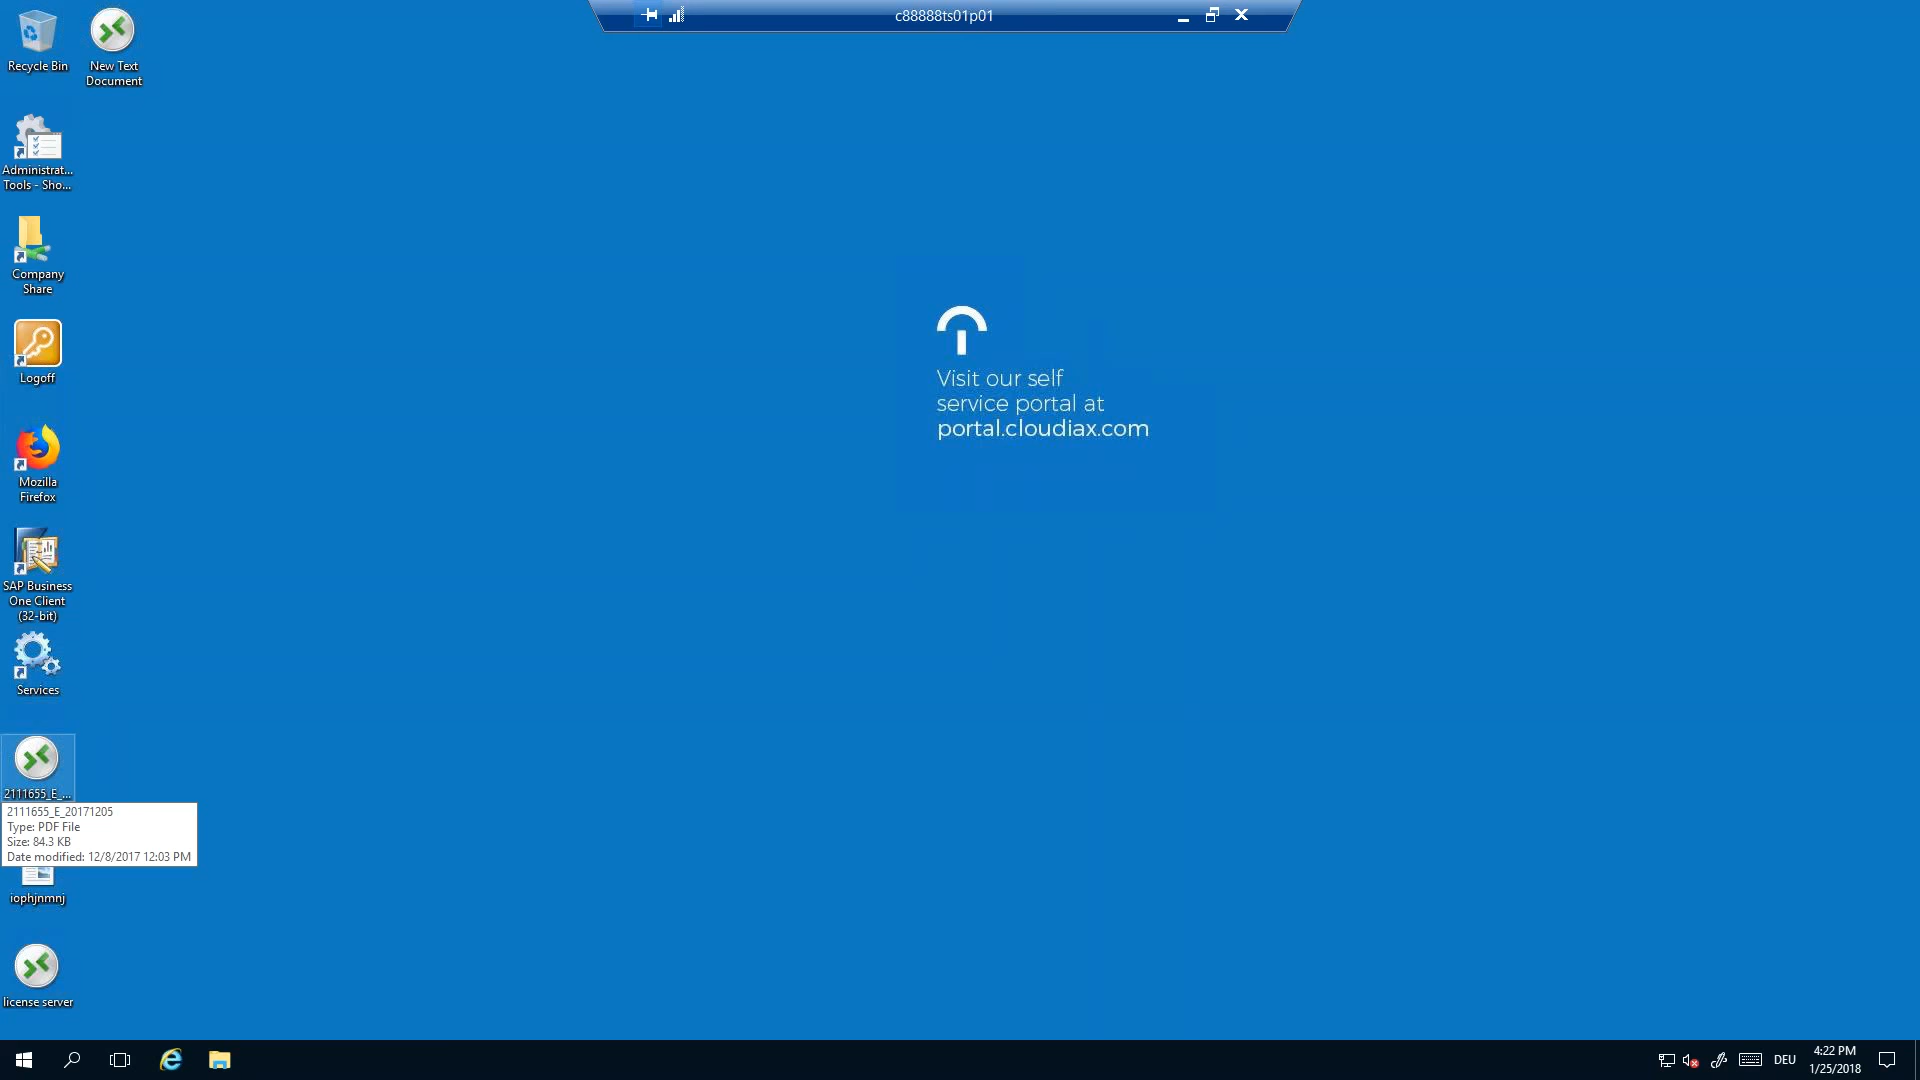 c88888ts01p01
Recycle Bin
New Text
Document
Administrat...
Tools - Sho...
Company
Share
Logoff
Mozilla
Firefox
SAP Business
One Client
(32-bit)
Services
2111655_E_...
2111655_E_20171205
Type: PDF File
Size: 84.3 KB
Date modified: 12/8/2017 12:03 PM
iophjnmnj
license server
Visit our self
service portal at
portal.cloudiax.com
DEU
4:22 PM
1/25/2018